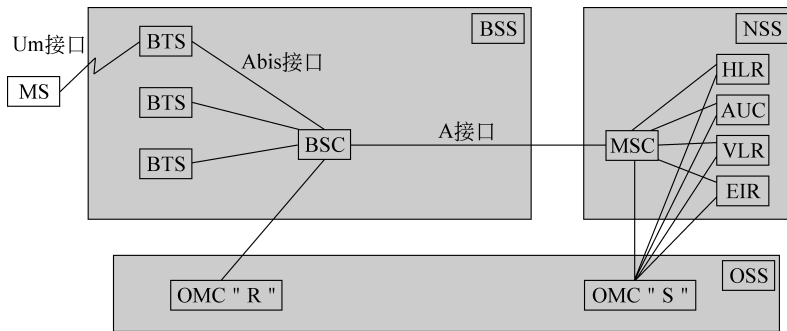 BSS
NSS
Um接口
BTS
Abis接口
HLR
MS
BTS
AUC
A接口
BSC
MSC
VLR
BTS
EIR
OSS
OMC "R"
OMC "S"